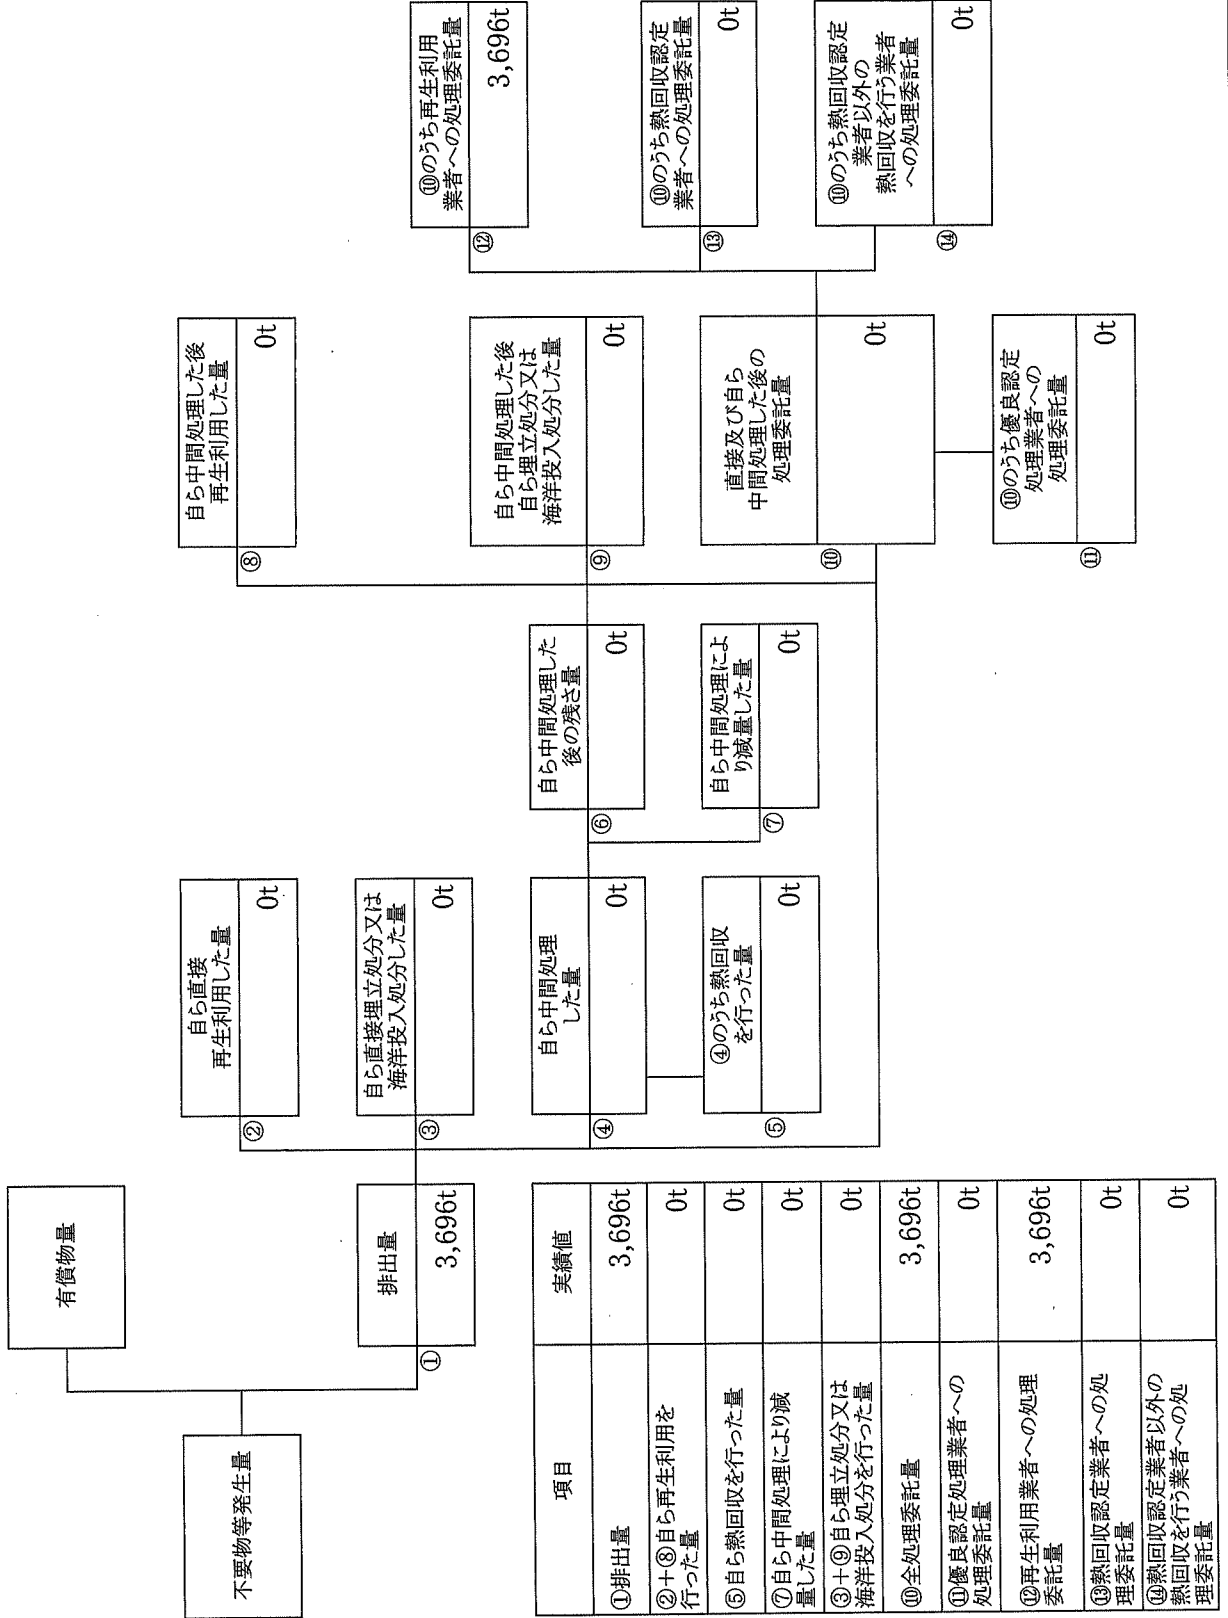 有償物量
不要物等発生量
排出量
①
3,696t
自ら直接
再生利用した量
②
0t
自ら直接埋立処分又は
海洋投入処分した量
③
0t
自ら中間処理
した量
④
0t
④のうち熱回収
を行った量
⑤
0t
自ら中間処理した
後の残さ量
⑥
0t
自ら中間処理によ
り減量した量
⑦
0t
自ら中間処理した後
再生利用した量
⑧
0t
自ら中間処理した後
自ら埋立処分又は
海洋投入処分した量
⑨
0t
直接及び自ら
中間処理した後の
処理委託量
⑩
0t
⑩のうち優良認定
処理業者への
処理委託量
⑪
0t
⑩のうち再生利用
業者への処理委託量
⑫
3,696t
⑩のうち熱回収認定
業者への処理委託量
⑬
0t
⑩のうち熱回収認定
業者以外の
熱回収を行う業者
への処理委託量
⑭
0t
項目 実績値
①排出量 3,696t
②+⑧自ら再生利用を
行った量 0t
⑤自ら熱回収を行った量 0t
⑦自ら中間処理により減
量した量 0t
③+⑨自ら埋立処分又は
海洋投入処分を行った量 0t
⑩全処理委託量 3,696t
⑪優良認定処理業者への
処理委託量 0t
⑫再生利用業者への処理
委託量 3,696t
⑬熱回収認定業者への処
理委託量 0t
⑭熱回収認定業者以外の
熱回収を行う業者への処
理委託量 0t